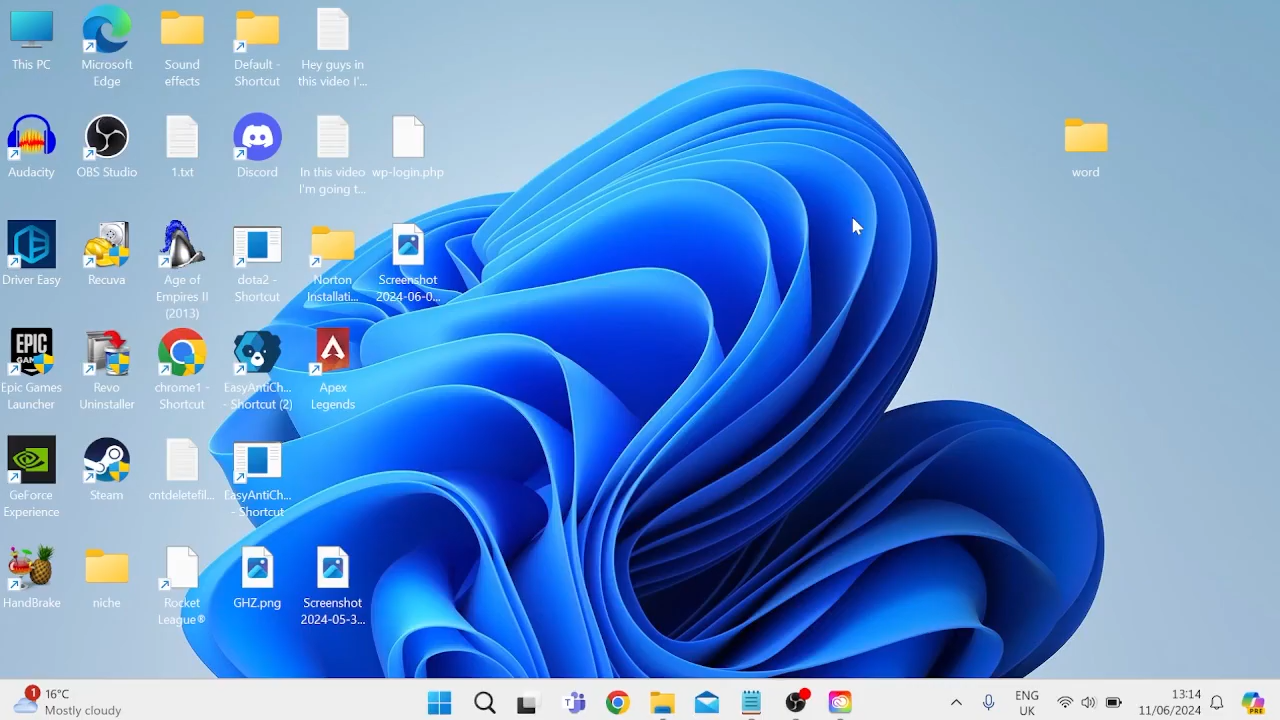 This PC
Microsoft
Edge
Sound
effects
Default -
Shortcut
Hey guys in
this video I'...
Audacity
OBS Studio
1.txt
Discord
In this video
I'm going t...
wp-login.php
word
Driver Easy
Recuva
Age of
Empires II
(2013)
dota2 -
Shortcut
Norton
Installati...
Screenshot
2024-06-0...
EPIC
Epic Games
Launcher
Revo
Uninstaller
chrome1 -
Shortcut
EasyAntiCh...
- Shortcut (2)
Apex
Legends
GeForce
Experience
Steam
cntdeletefil...
EasyAntiCh...
- Shortcut
HandBrake
niche
Rocket
League®
GHZ.png
Screenshot
2024-05-3...
1
16°C
Mostly cloudy
ENG
UK
13:14
11/06/2024
PRE